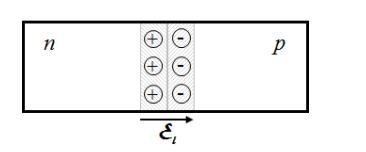 n + - p
+ -
+ -
ℰᵢ